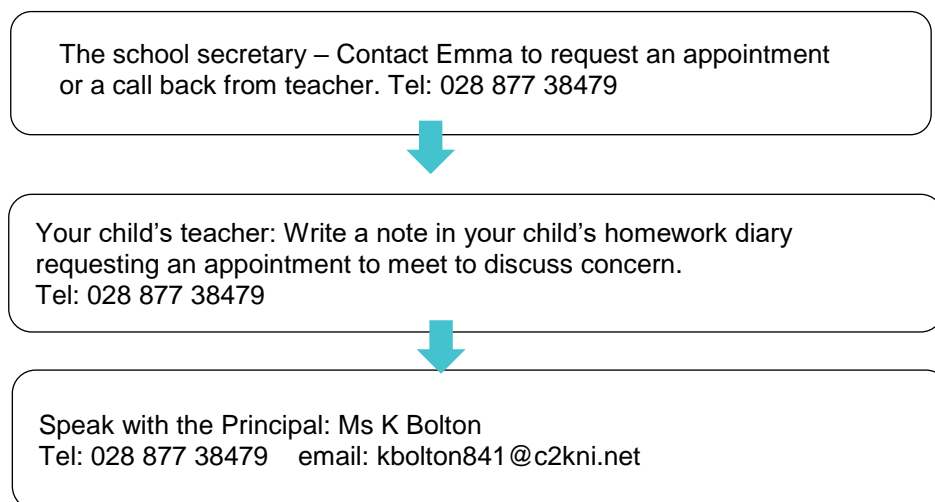 The school secretary – Contact Emma to request an appointment
or a call back from teacher. Tel: 028 877 38479
Your child’s teacher: Write a note in your child’s homework diary
requesting an appointment to meet to discuss concern.
Tel: 028 877 38479
Speak with the Principal: Ms K Bolton
Tel: 028 877 38479    email: kbolton841@c2kni.net